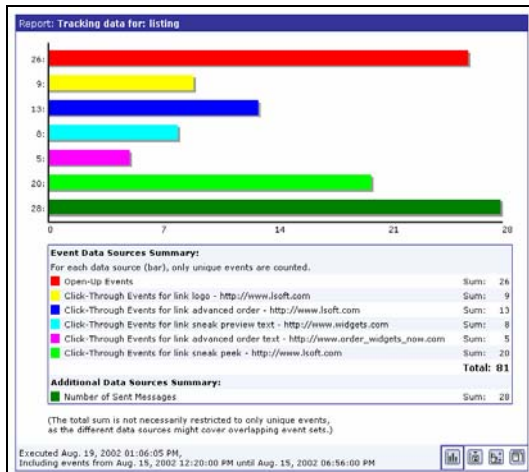 Report: Tracking data for: listing
26:
9:
13:
8:
5:
20:
28:
0 7 14 21 28
Event Data Sources Summary:
For each data source (bar), only unique events are counted.
Open-Up Events Sum: 26
Click-Through Events for link logo - http://www.lsoft.com Sum: 9
Click-Through Events for link advanced order - http://www.lsoft.com Sum: 13
Click-Through Events for link sneak preview text - http://www.widgets.com Sum: 8
Click-Through Events for link advanced order text - http://www.order_widgets_now.com Sum: 5
Click-Through Events for link sneak peek - http://www.lsoft.com Sum: 20
Total: 81
Additional Data Sources Summary:
Number of Sent Messages Sum: 28
(The total sum is not necessarily restricted to only unique events,
as the different data sources might cover overlapping event sets.)
Executed Aug. 19, 2002 01:06:05 PM,
Including events from Aug. 15, 2002 12:20:00 PM until Aug. 15, 2002 06:56:00 PM